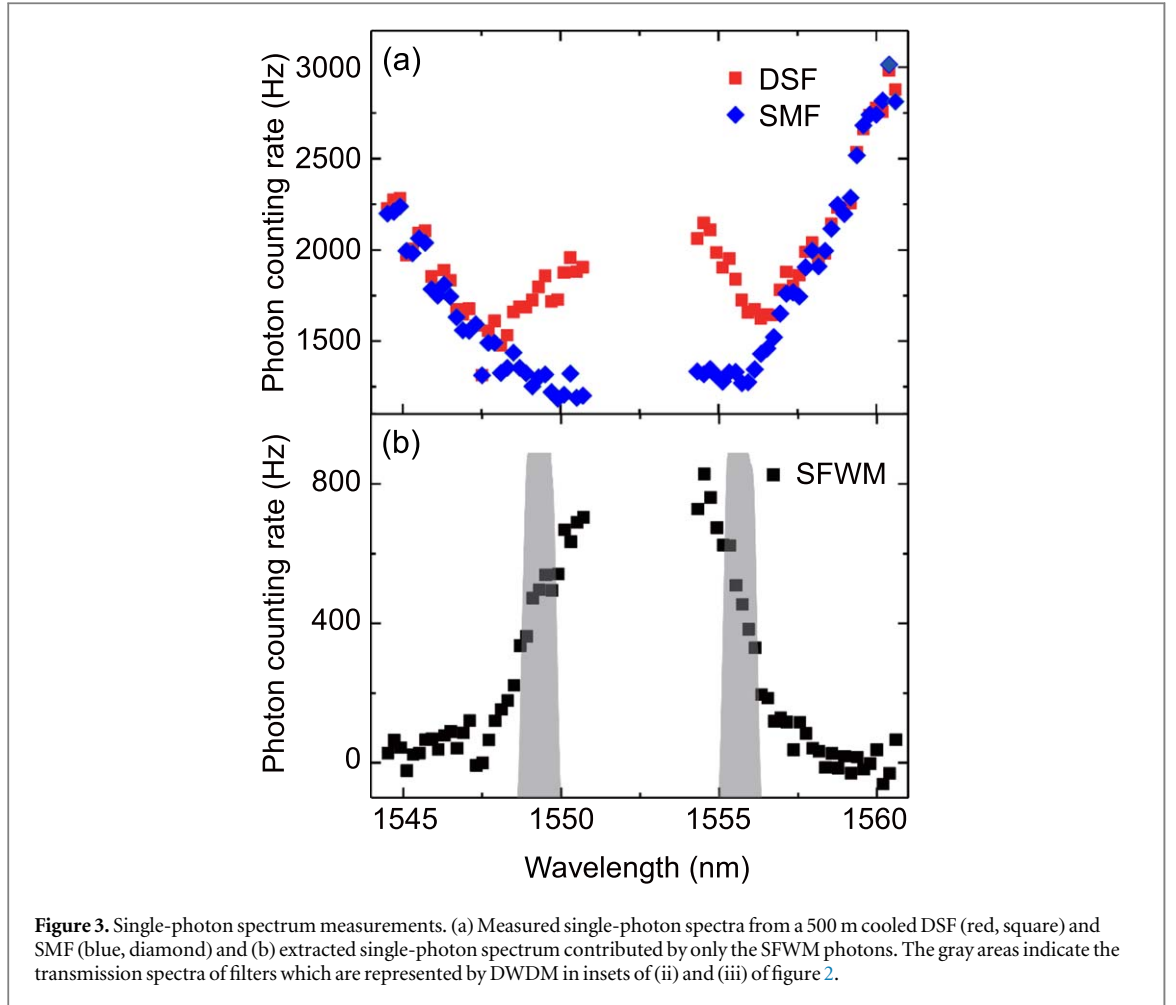 (a)
DSF
SMF
Photon counting rate (Hz)
3000
2500
2000
1500
(b)
SFWM
Photon counting rate (Hz)
800
400
0
1545 1550 1555 1560
Wavelength (nm)
Figure 3. Single-photon spectrum measurements. (a) Measured single-photon spectra from a 500 m cooled DSF (red, square) and
SMF (blue, diamond) and (b) extracted single-photon spectrum contributed by only the SFWM photons. The gray areas indicate the
transmission spectra of filters which are represented by DWDM in insets of (ii) and (iii) of figure 2.